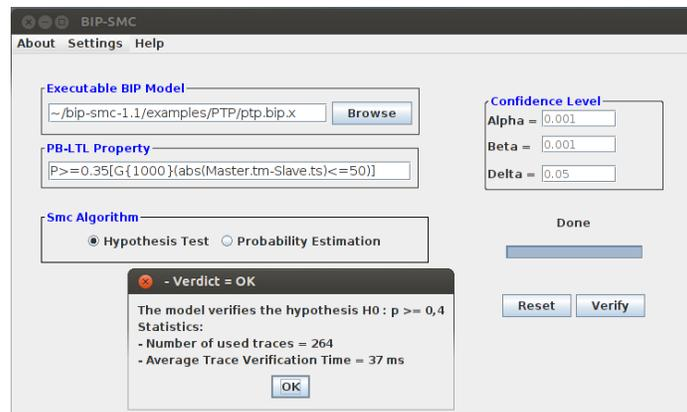 BIP-SMC
About Settings Help
Executable BIP Model
~/bip-smc-1.1/examples/PTP/ptp.bip.x Browse
PB-LTL Property
P>=0.35[G{1000}(abs(Master.tm-Slave.ts)<=50)]
Smc Algorithm
Hypothesis Test Probability Estimation
Confidence Level
Alpha = 0.001
Beta = 0.001
Delta = 0.05
Done
Reset Verify
- Verdict = OK
The model verifies the hypothesis H0 : p >= 0,4
Statistics:
- Number of used traces = 264
- Average Trace Verification Time = 37 ms
OK